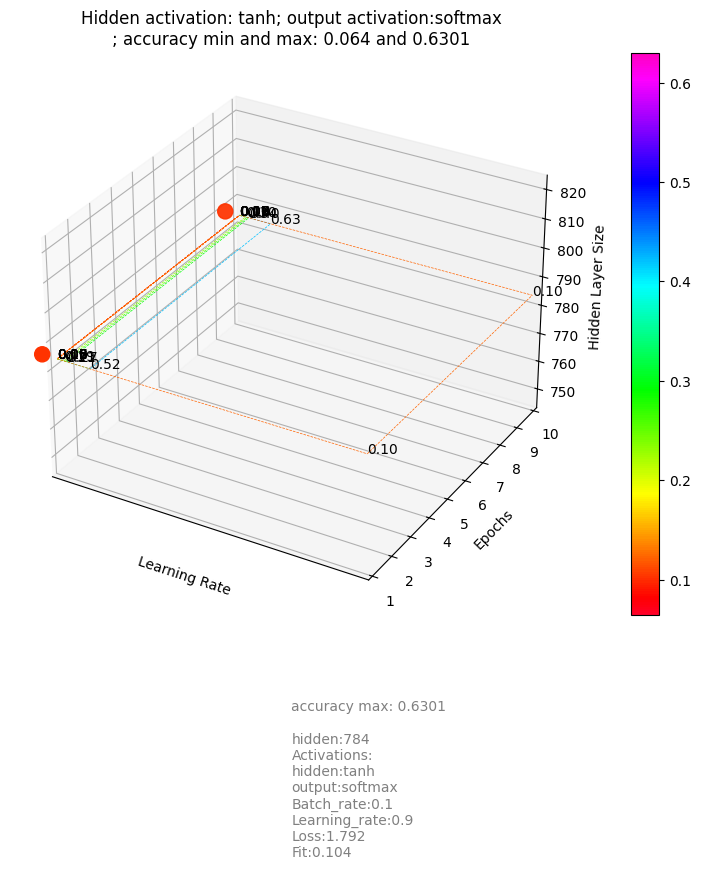 Hidden activation: tanh; output activation:softmax
; accuracy min and max: 0.064 and 0.6301
0.6
0.5
0.4
0.3
0.2
0.1
820
810
800
790
780
770
760
750
Hidden Layer Size
0.63
0.10
0.52
0.10
10
9
8
7
6
5
4
3
2
1
Epochs
Learning Rate
accuracy max: 0.6301
hidden:784
Activations:
hidden:tanh
output:softmax
Batch_rate:0.1
Learning_rate:0.9
Loss:1.792
Fit:0.104